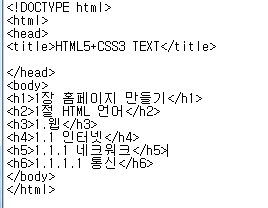 <!DOCTYPE html>
<html>
<head>
<title>HTML5+CSS3 TEXT</title>

</head>
<body>
<h1>1장 홈페이지 만들기</h1>
<h2>1절 HTML 언어</h2>
<h3>1.웹</h3>
<h4>1.1 인터넷</h4>
<h5>1.1.1 네크워크</h5>
<h6>1.1.1.1 통신</h6>
</body>
</html>